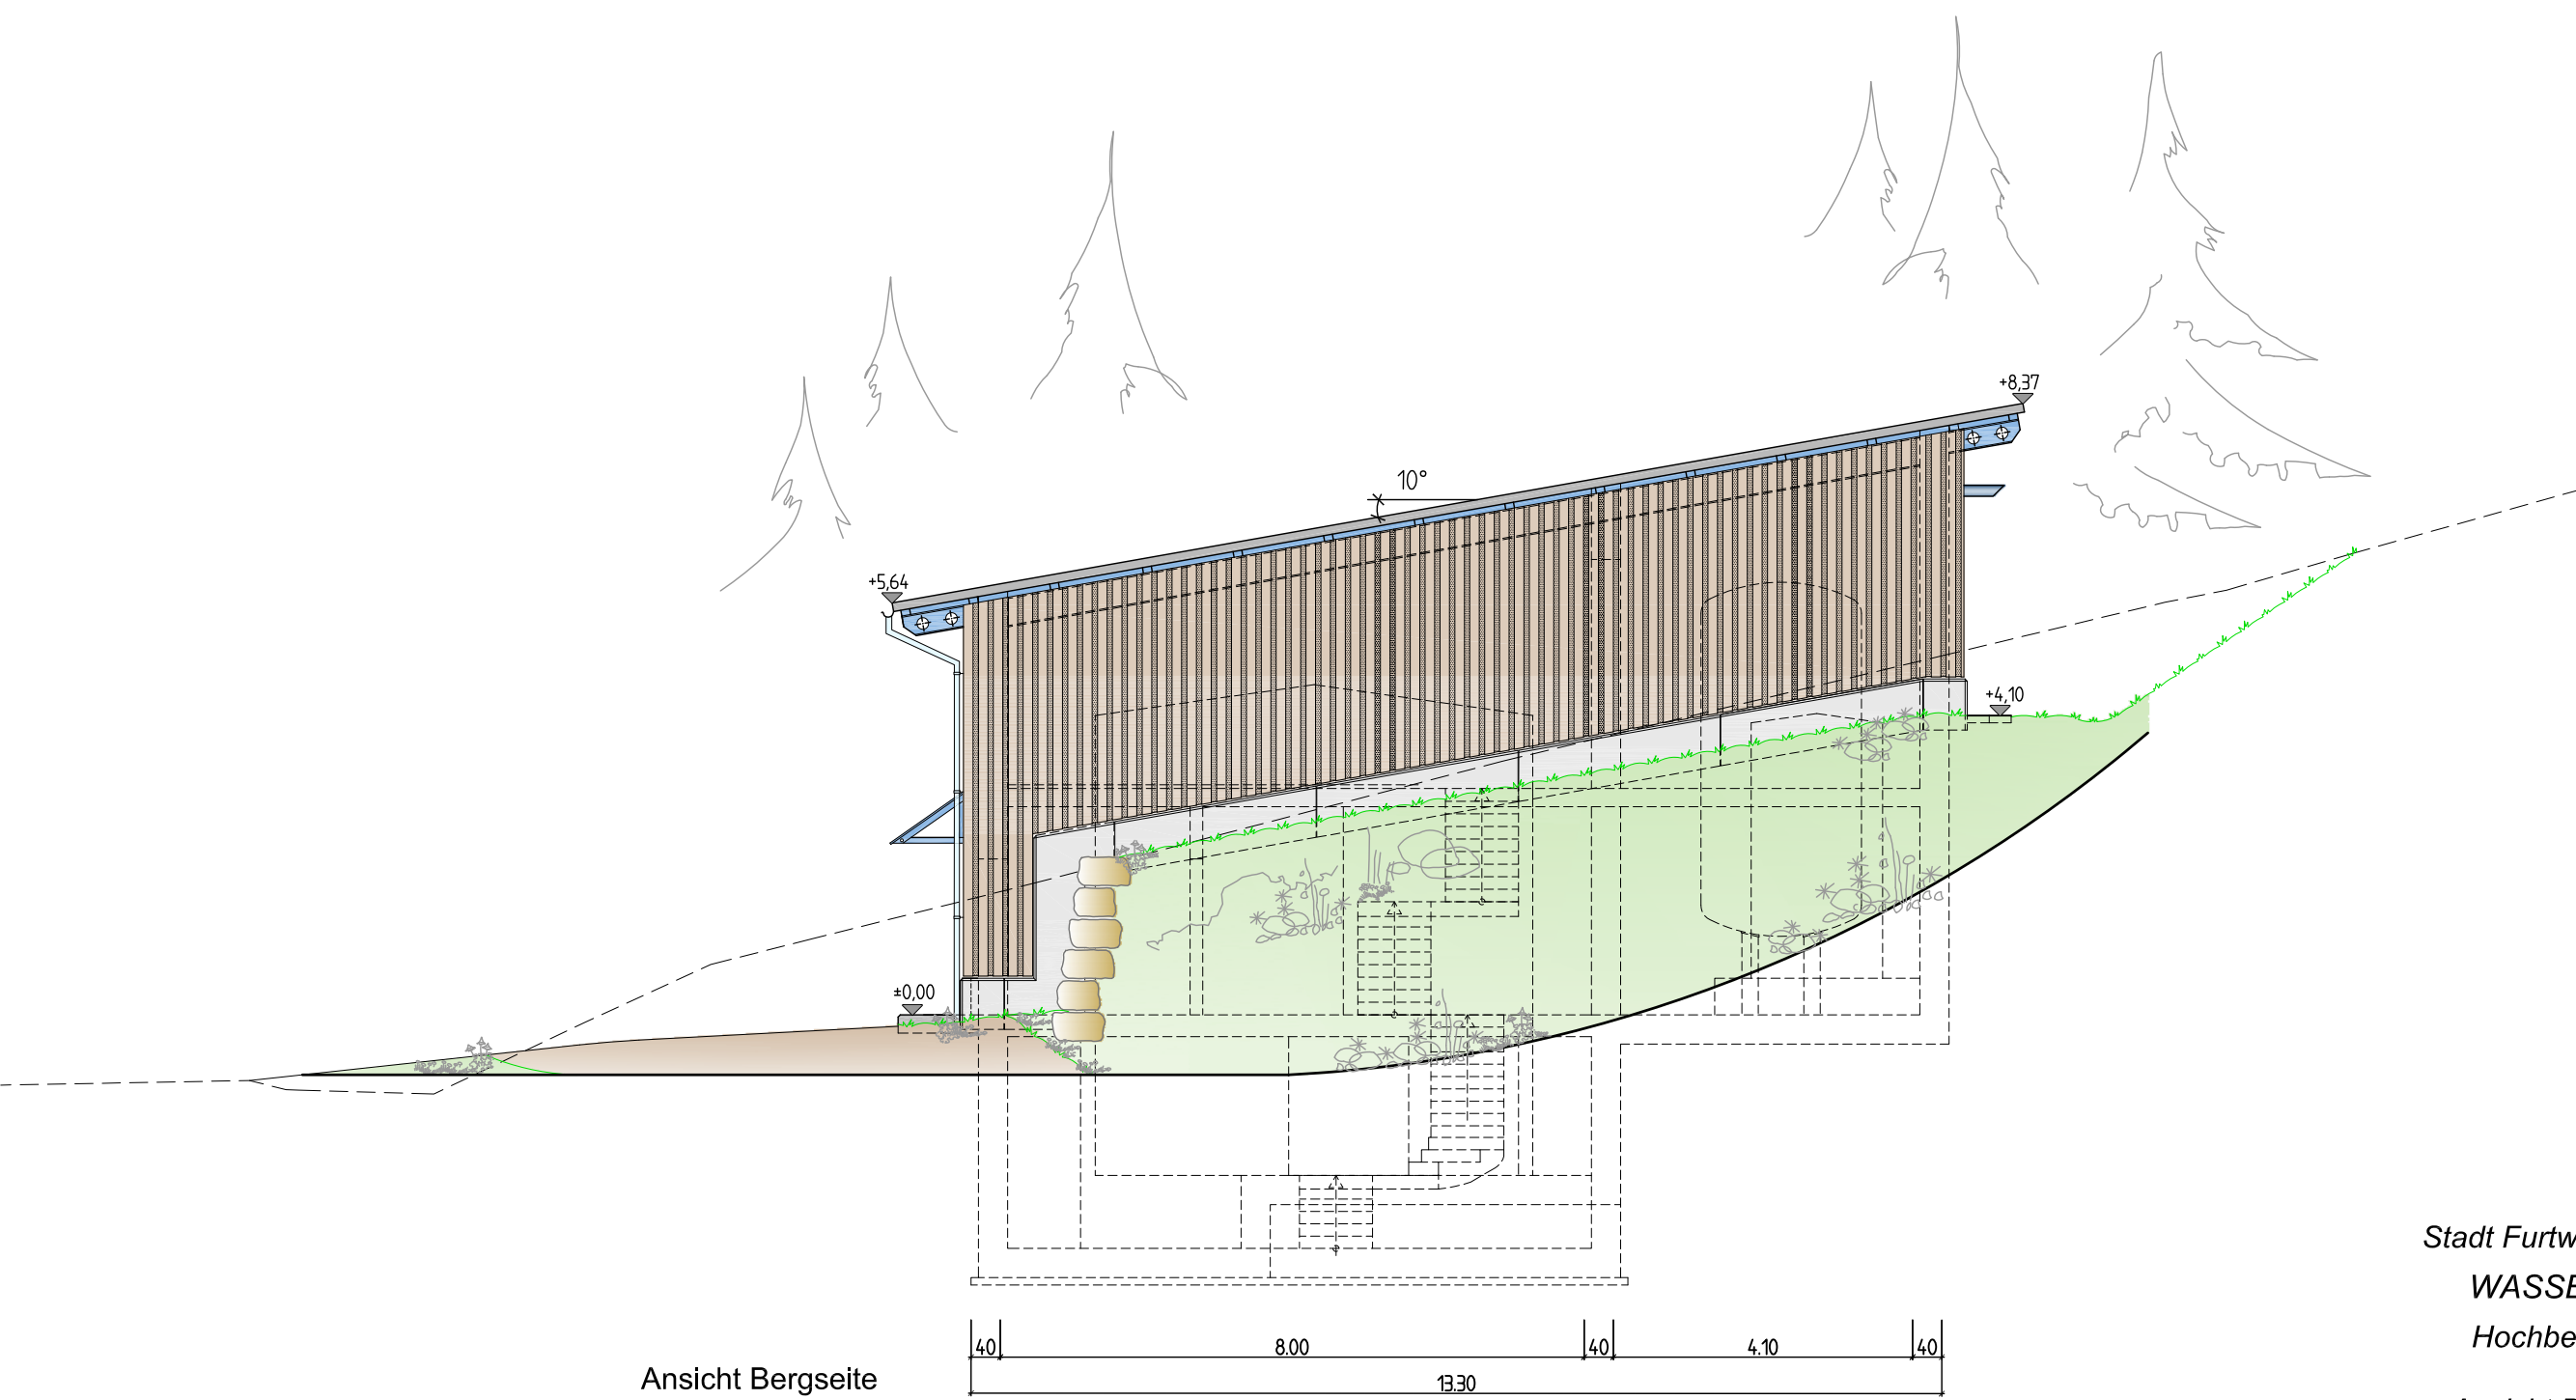 +8,37
10°
+5,64
+4,10
±0,00
Stadt Furtw
WASSE
Hochbe
40 8.00 40 4.10 40
Ansicht Bergseite
13.30